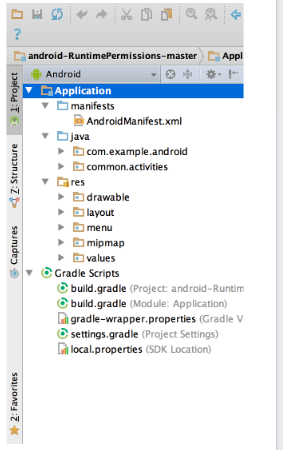 ?
android-RuntimePermissions-master Appl
Android
Application
manifests
AndroidManifest.xml
java
com.example.android
common.activities
res
drawable
layout
menu
mipmap
values
Gradle Scripts
build.gradle (Project: android-Runtim
build.gradle (Module: Application)
gradle-wrapper.properties (Gradle V
settings.gradle (Project Settings)
local.properties (SDK Location)
1: Project
Z: Structure
Captures
2: Favorites